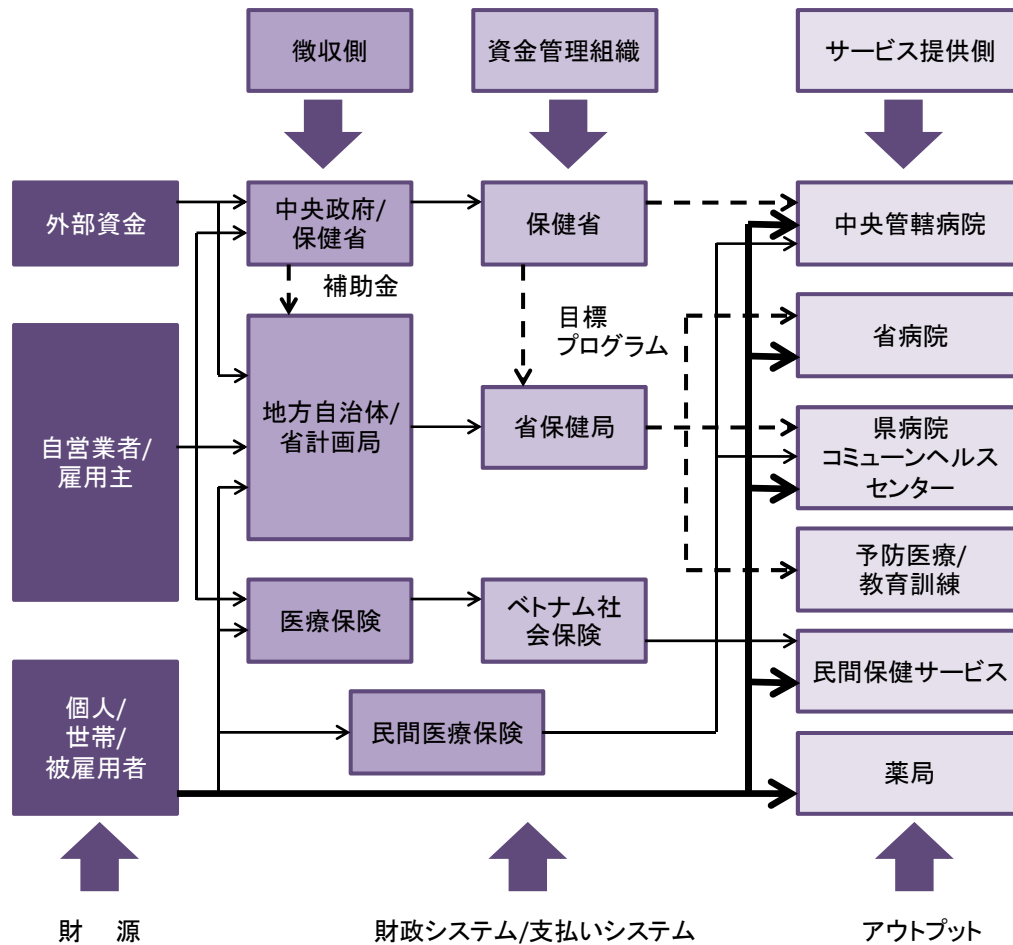 徴収側
資金管理組織
サービス提供側
外部資金
中央政府/
保健省
保健省
中央管轄病院
補助金
目標
プログラム
省病院
自営業者/
雇用主
地方自治体/
省計画局
省保健局
県病院
コミューンヘルス
センター
予防医療/
教育訓練
医療保険
ベトナム社
会保険
民間保健サービス
個人/
世帯/
被雇用者
民間医療保険
薬局
財　源
財政システム/支払いシステム
アウトプット